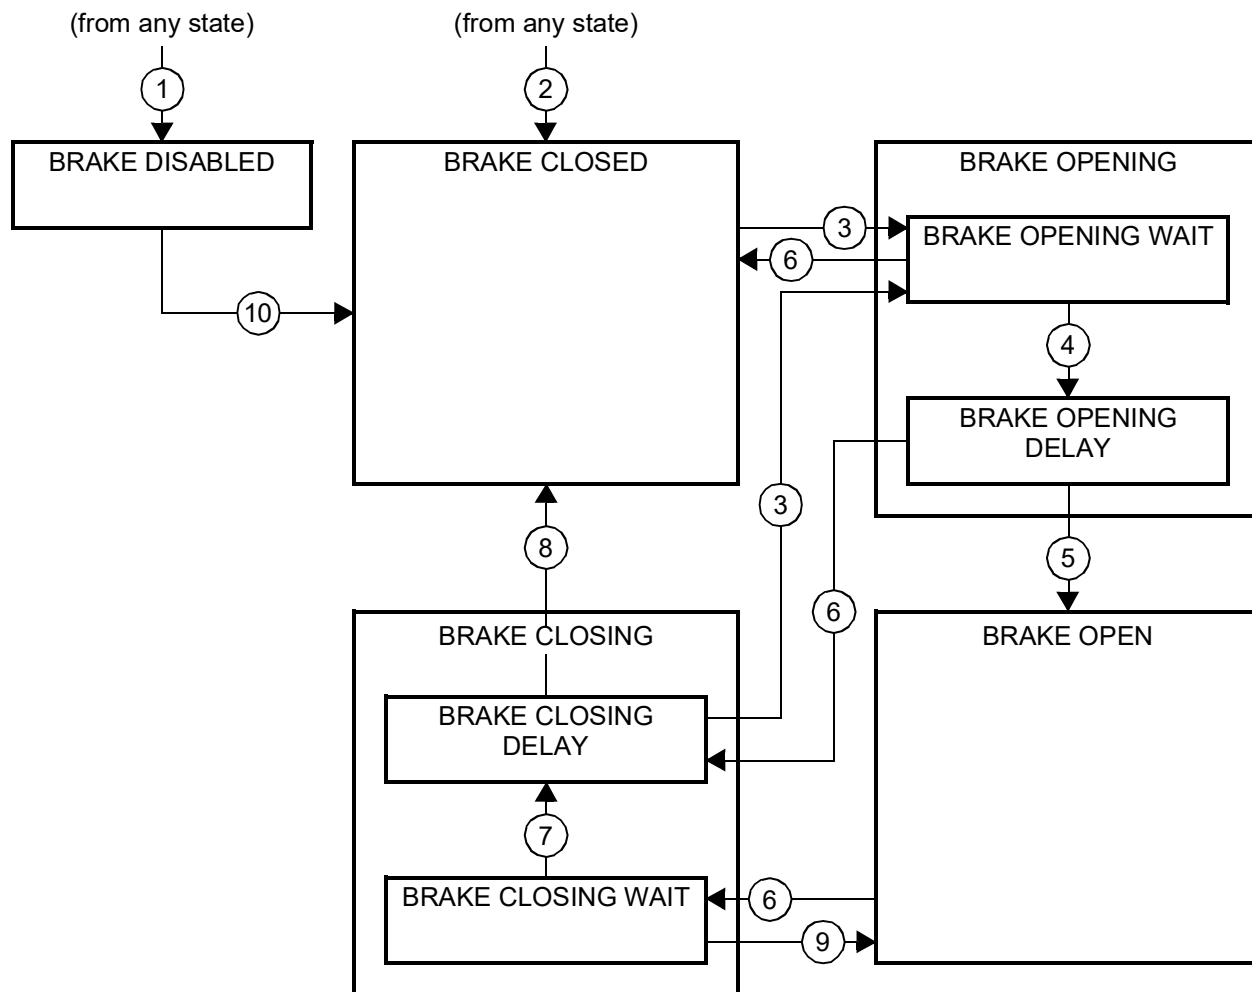 (from any state)
(from any state)
1
2
BRAKE DISABLED
BRAKE CLOSED
BRAKE OPENING
3
BRAKE OPENING WAIT
6
10
4
BRAKE OPENING
DELAY
3
8
5
6
BRAKE CLOSING
BRAKE OPEN
BRAKE CLOSING
DELAY
7
BRAKE CLOSING WAIT
6
9